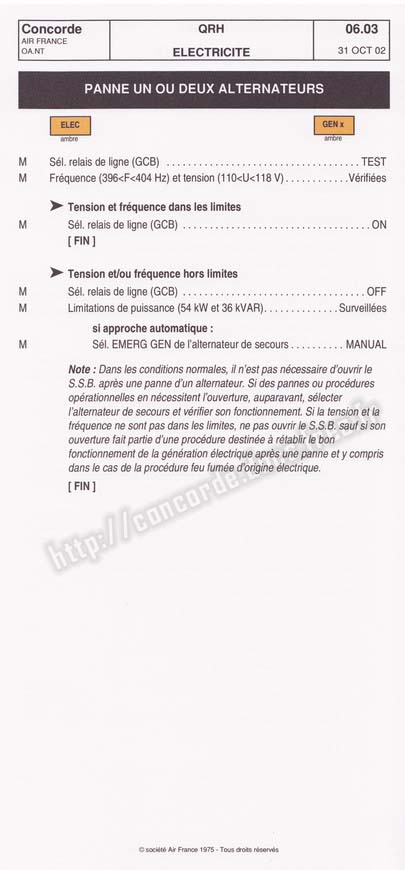 Concorde
AIR FRANCE
OA.NT
QRH
ELECTRICITE
06.03
31 OCT 02
PANNE UN OU DEUX ALTERNATEURS
ELEC
ambre
GEN x
ambre
M Sél. relais de ligne (GCB) . . . . . . . . . . . . . . . . . . . . . . . . . . . . . . . . . . . . TEST
M Fréquence (396<F<404 Hz) et tension (110<U<118 V) . . . . . . . . . . . . Vérifiées
➤ Tension et fréquence dans les limites
M Sél. relais de ligne (GCB) . . . . . . . . . . . . . . . . . . . . . . . . . . . . . . . . . . . ON
[ FIN ]
➤ Tension et/ou fréquence hors limites
M Sél. relais de ligne (GCB) . . . . . . . . . . . . . . . . . . . . . . . . . . . . . . . . . . OFF
M Limitations de puissance (54 kW et 36 kVAR). . . . . . . . . . . . . . Surveillées
si approche automatique :
M Sél. EMERG GEN de l'alternateur de secours . . . . . . . . . . MANUAL
Note : Dans les conditions normales, il n'est pas nécessaire d'ouvrir le
S.S.B. après une panne d'un alternateur. Si des pannes ou procédures
opérationnelles en nécessitent l'ouverture, auparavant, sélecter
l'alternateur de secours et vérifier son fonctionnement. Si la tension et la
fréquence ne sont pas dans les limites, ne pas ouvrir le S.S.B. sauf si son
ouverture fait partie d'une procédure destinée à rétablir le bon
fonctionnement de la génération électrique après une panne et y compris
dans le cas de la procédure feu fumée d'origine électrique.
[ FIN ]
© société Air France 1975 - Tous droits réservés